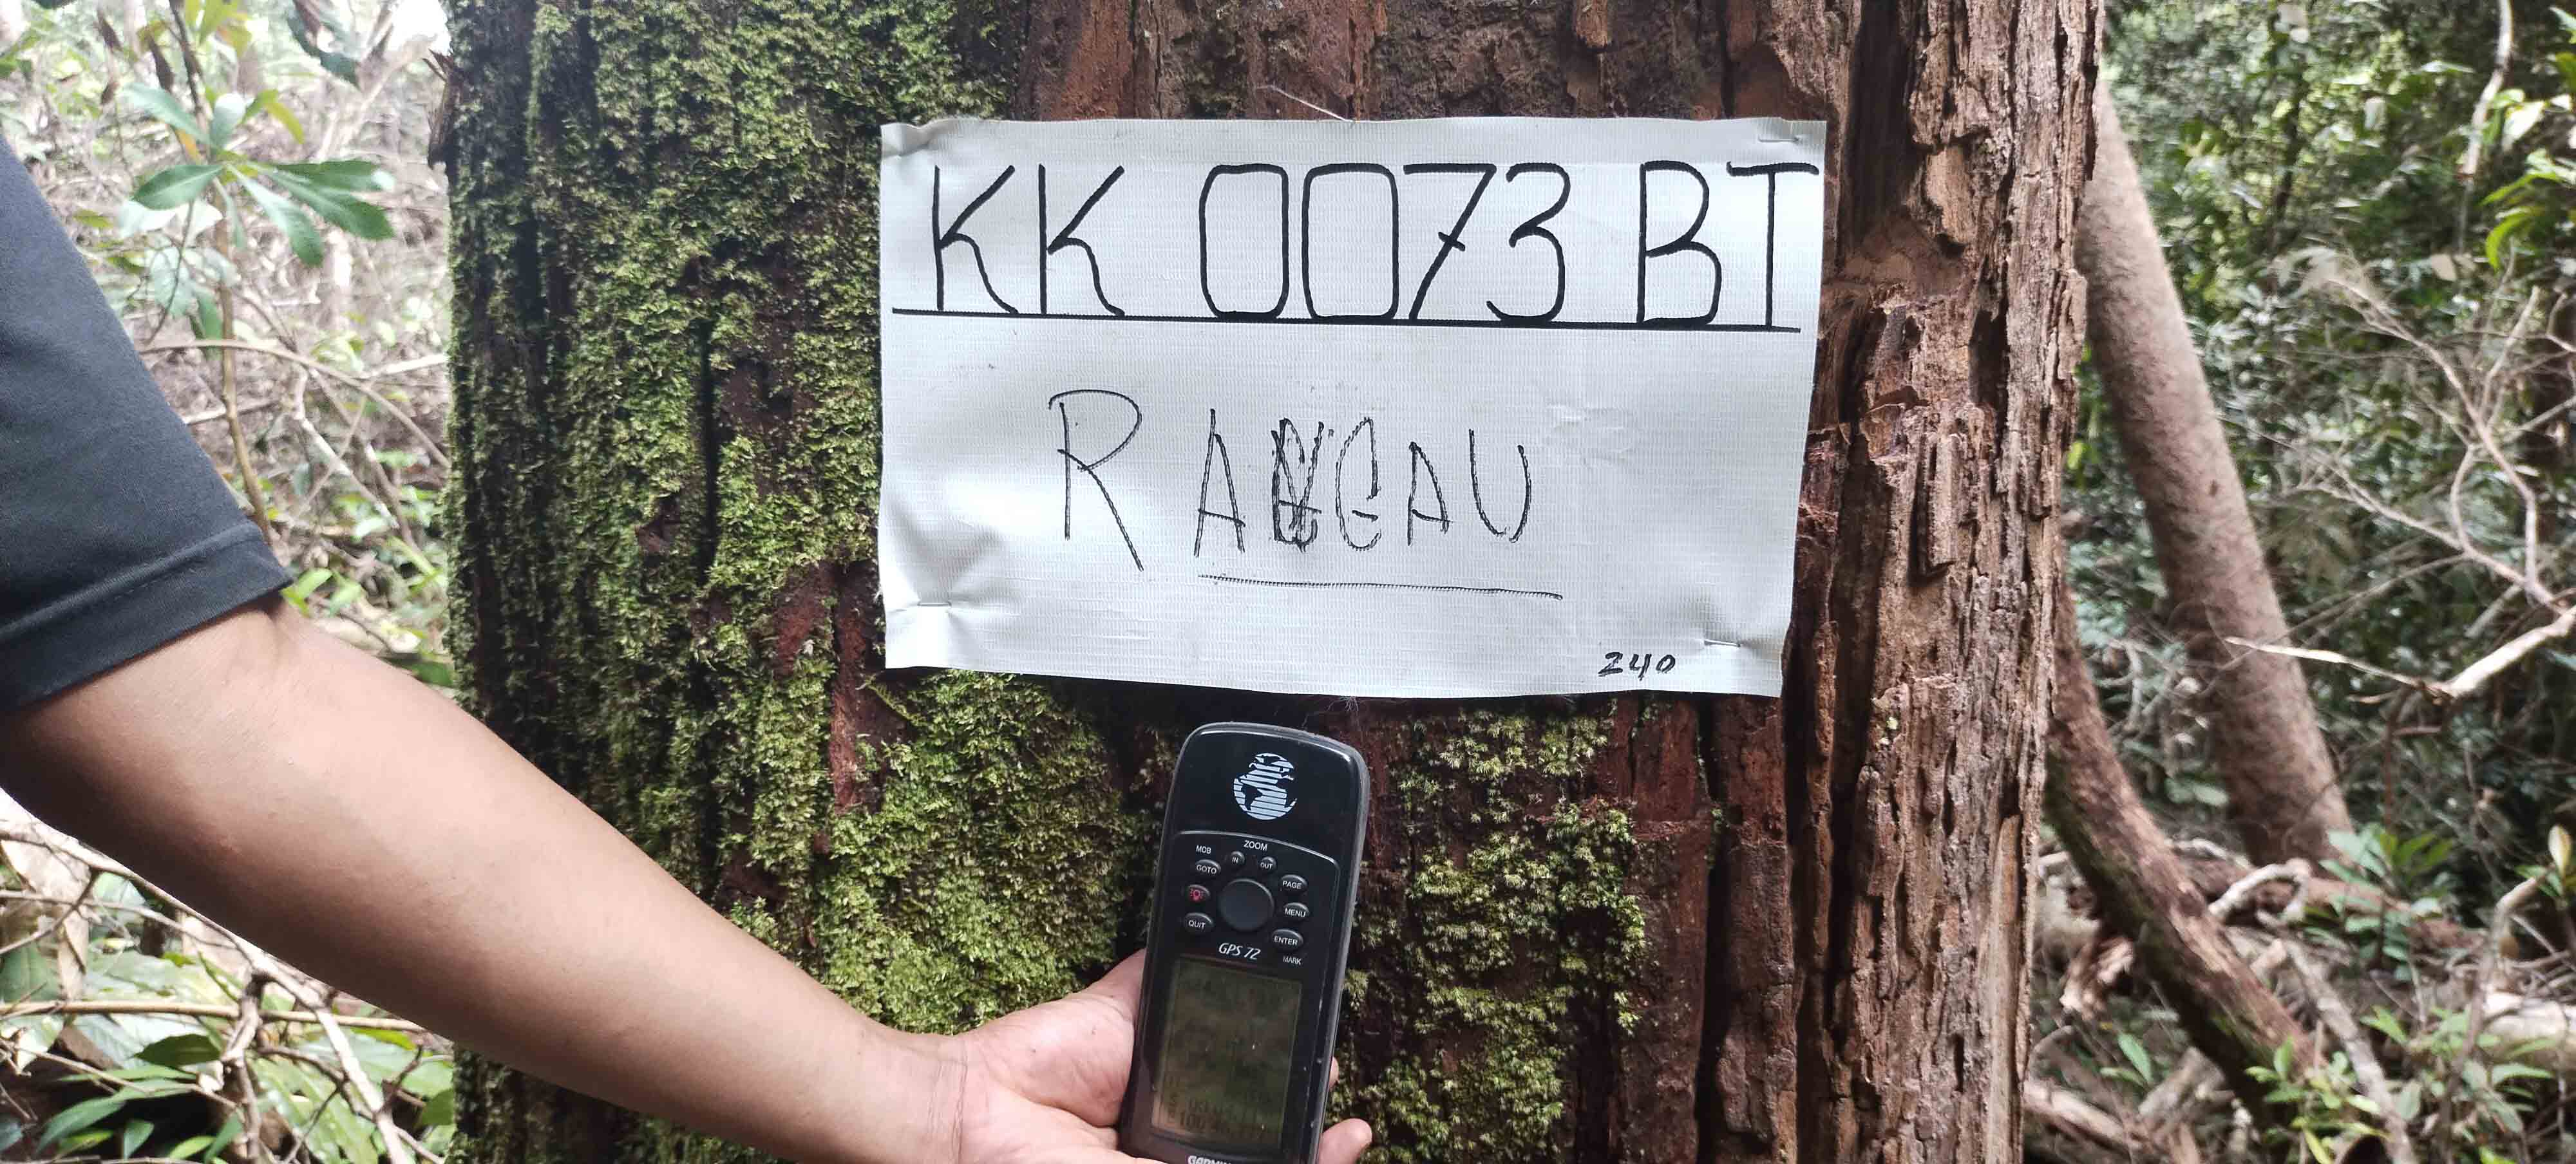 KK 0073 BT
RANGAU
240
ZOOM
MOB IN OUT
GOTO PAGE
MENU
QUIT ENTER
GPS 72 MARK